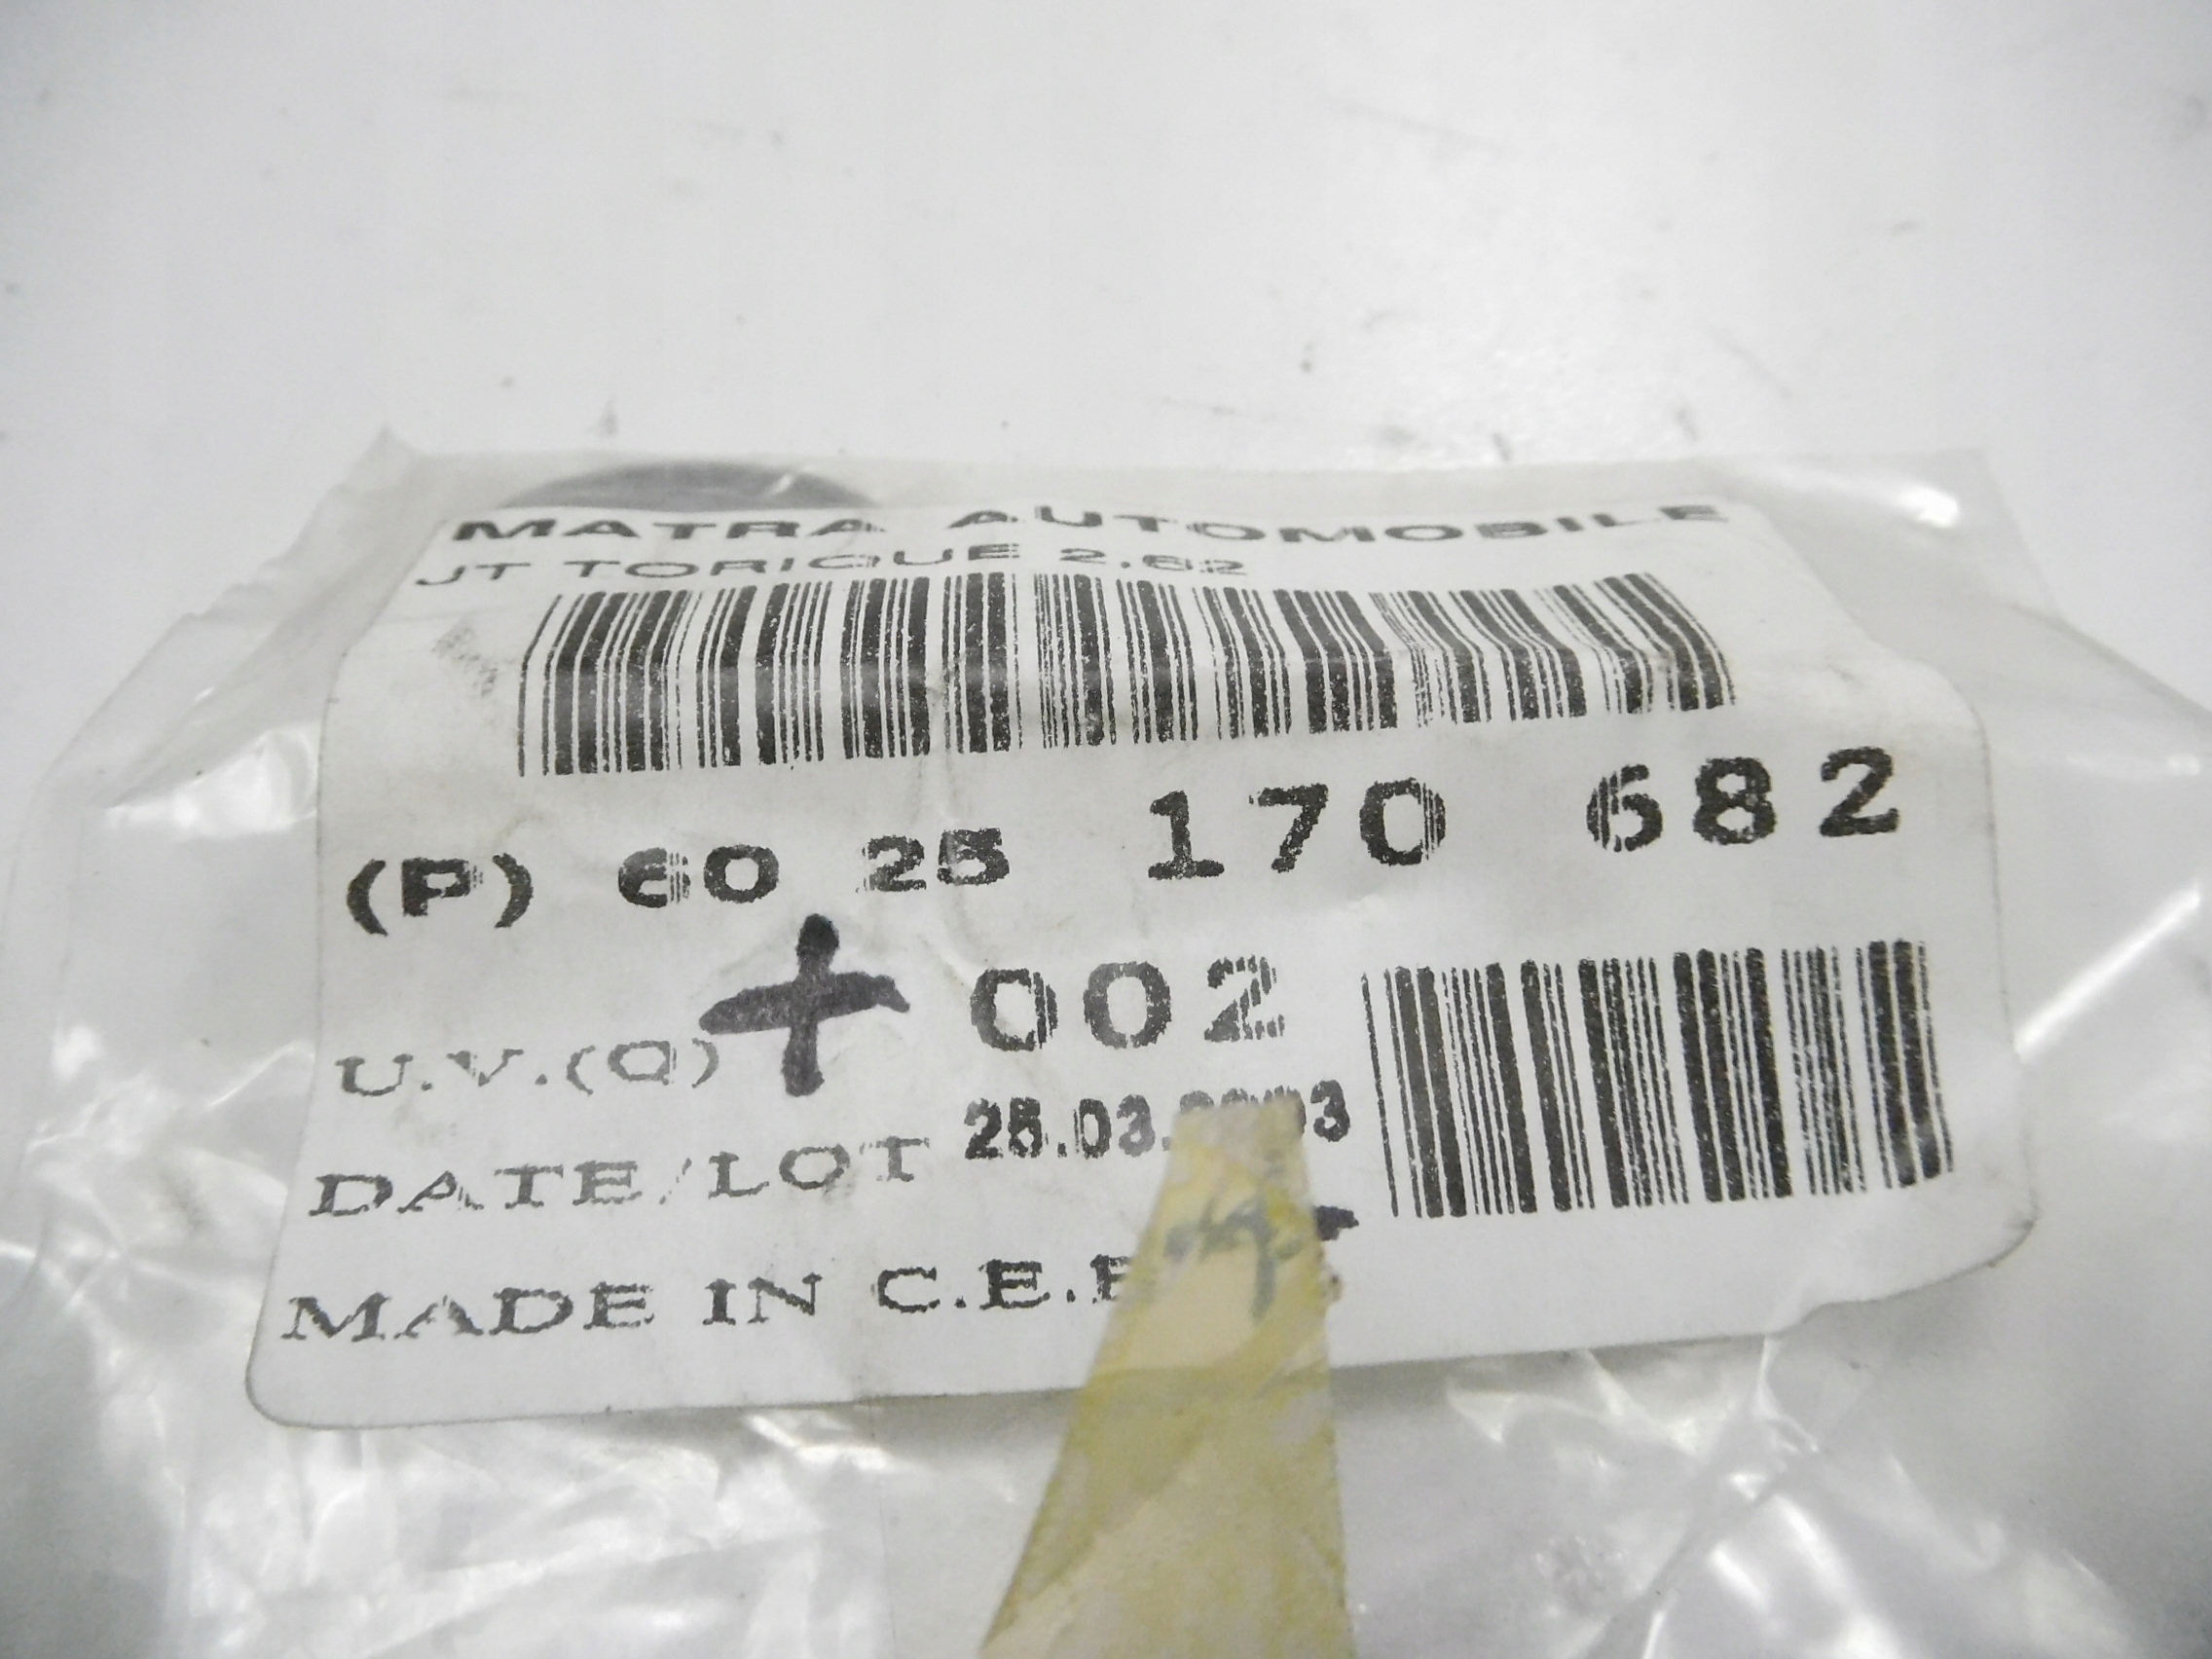 MATRA AUTOMOBILE
JT TORIQUE 2.62
(P) 60 25 170 682
U.V.(Q) + 002
DATE/LOT
MADE IN C.E.E